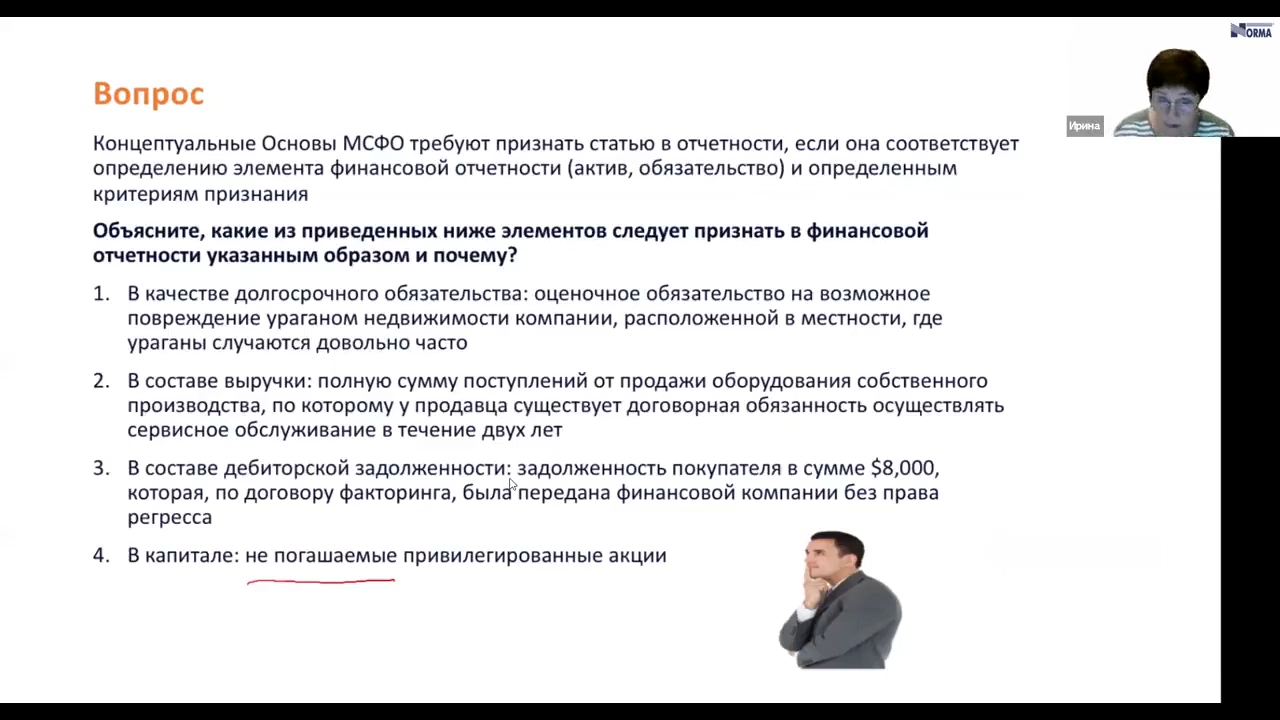 NORMA
Вопрос
Ирина
Концептуальные Основы МСФО требуют признать статью в отчетности, если она соответствует
определению элемента финансовой отчетности (актив, обязательство) и определенным
критериям признания
Объясните, какие из приведенных ниже элементов следует признать в финансовой
отчетности указанным образом и почему?
1. В качестве долгосрочного обязательства: оценочное обязательство на возможное
повреждение ураганом недвижимости компании, расположенной в местности, где
ураганы случаются довольно часто
2. В составе выручки: полную сумму поступлений от продажи оборудования собственного
производства, по которому у продавца существует договорная обязанность осуществлять
сервисное обслуживание в течение двух лет
3. В составе дебиторской задолженности: задолженность покупателя в сумме $8,000,
которая, по договору факторинга, была передана финансовой компании без права
регресса
4. В капитале: не погашаемые привилегированные акции